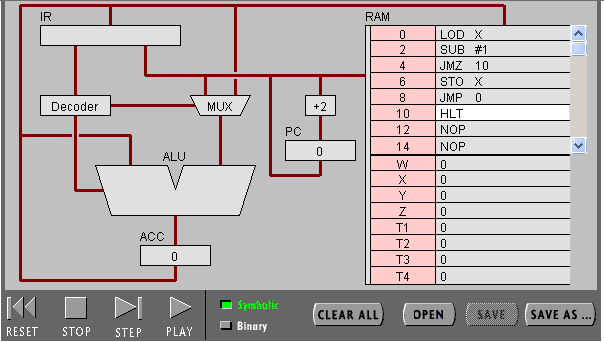 IR
RAM
0 LOD X
2 SUB #1
4 JMZ 10
6 STO X
8 JMP 0
10 HLT
12 NOP
14 NOP
Decoder
MUX
+2
PC
0
ALU
ACC
0
W 0
X 0
Y 0
Z 0
T1 0
T2 0
T3 0
T4 0
RESET
STOP
STEP
PLAY
Symbolic
Binary
CLEAR ALL
OPEN
SAVE
SAVE AS ...